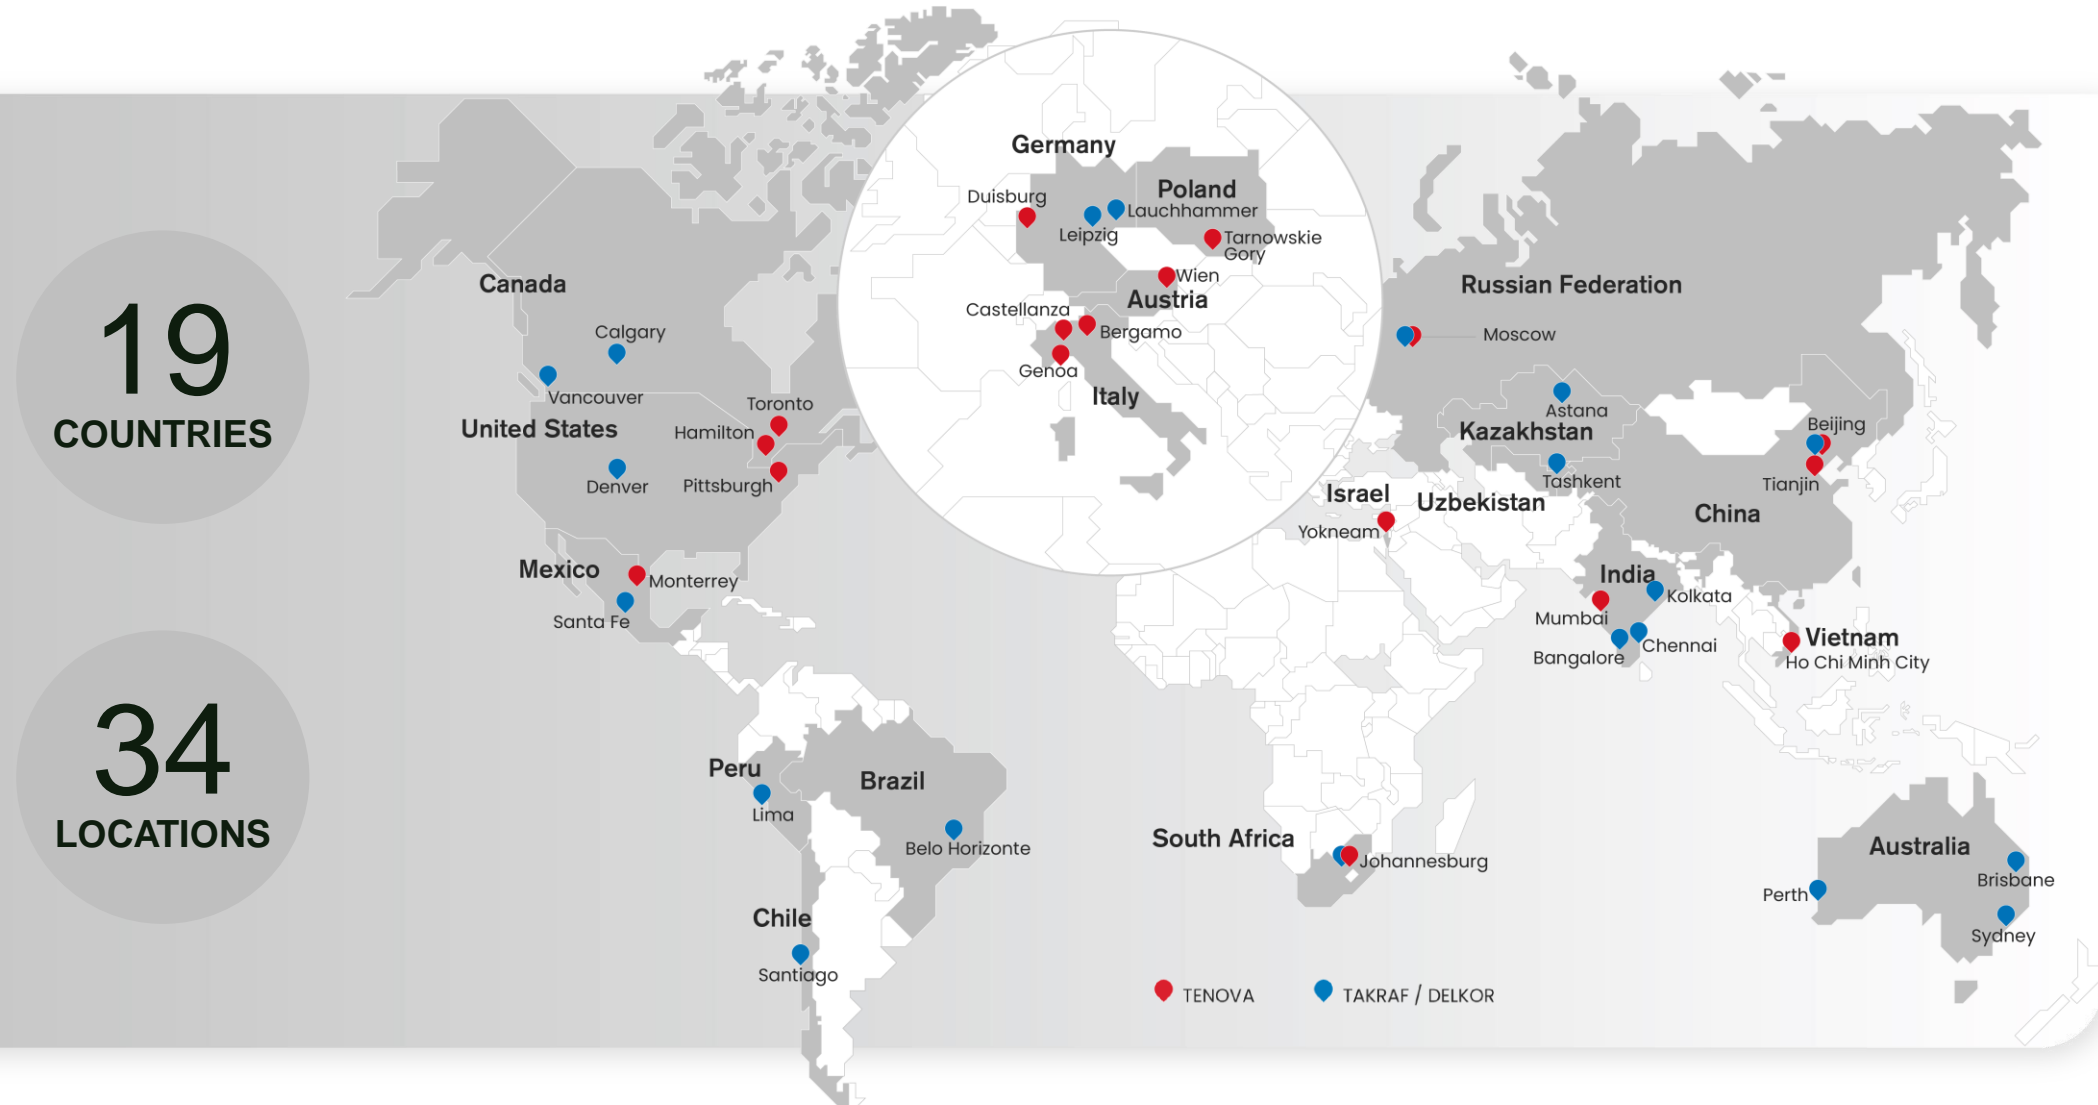 19
COUNTRIES
34
LOCATIONS
Canada
Calgary
Vancouver
Toronto
Hamilton
United States
Denver
Pittsburgh
Mexico
Monterrey
Santa Fe
Peru
Lima
Brazil
Belo Horizonte
Chile
Santiago
Germany
Duisburg
Lauchhammer
Leipzig
Poland
Tarnowskie
Gory
Wien
Austria
Castellanza
Bergamo
Genoa
Italy
Russian Federation
Moscow
Astana
Kazakhstan
Tashkent
Uzbekistan
Israel
Yokneam
Beijing
Tianjin
China
India
Kolkata
Mumbai
Chennai
Bangalore
Vietnam
Ho Chi Minh City
South Africa
Johannesburg
Australia
Brisbane
Perth
Sydney
TENOVA
TAKRAF / DELKOR